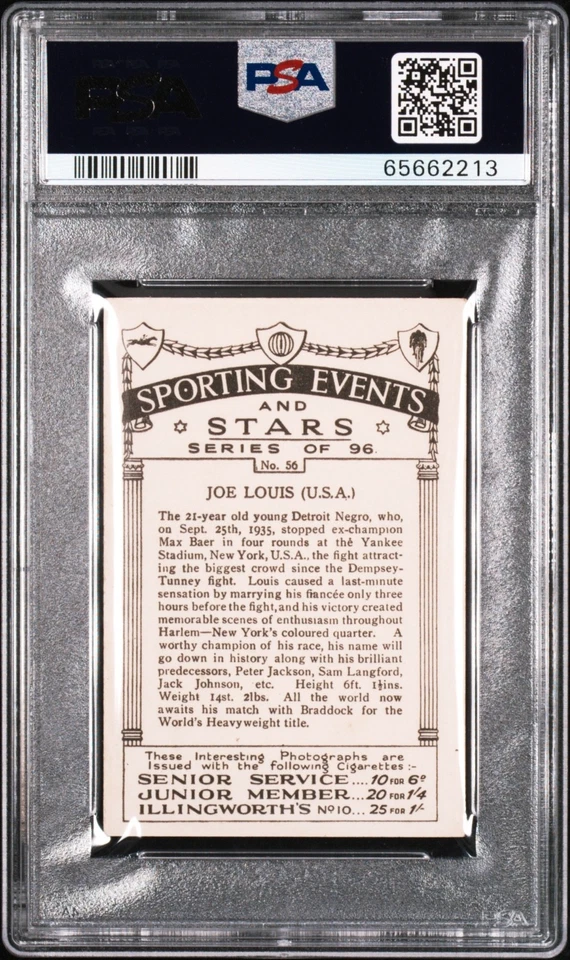 PSA
PSA
65662213
SPORTING EVENTS
AND
STARS
SERIES OF 96.
No. 56
JOE LOUIS (U.S.A.)
The 21-year old young Detroit Negro, who,
on Sept. 25th, 1935, stopped ex-champion
Max Baer in four rounds at the Yankee
Stadium, New York, U.S.A., the fight attract-
ing the biggest crowd since the Dempsey-
Tunney fight. Louis caused a last-minute
sensation by marrying his fiancée only three
hours before the fight, and his victory created
memorable scenes of enthusiasm throughout
Harlem—New York's coloured quarter. A
worthy champion of his race, his name will
go down in history along with his brilliant
predecessors, Peter Jackson, Sam Langford,
Jack Johnson, etc. Height 6ft. 1½ins.
Weight 14st. 2lbs. All the world now
awaits his match with Braddock for the
World's Heavyweight title.
These Interesting Photographs are
Issued with the following Cigarettes:-
SENIOR SERVICE.... 10 FOR 6D
JUNIOR MEMBER... 20 FOR 1/4
ILLINGWORTH'S No 10... 25 FOR 1/-